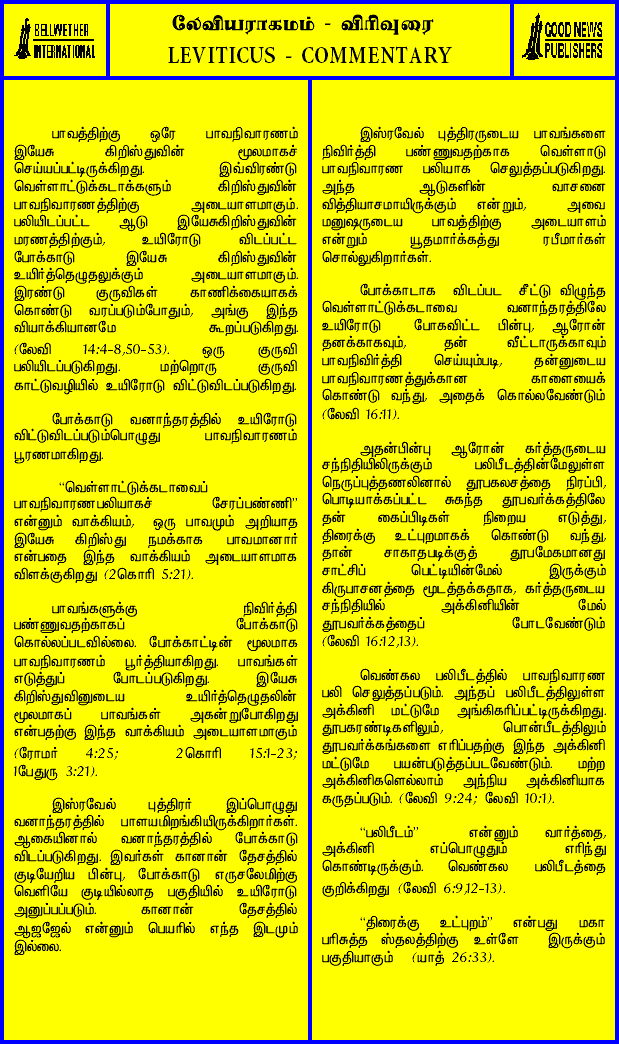 BELLWETHER
INTERNATIONAL
லேவியராகமம் - விரிவுரை
LEVITICUS - COMMENTARY
GOOD NEWS
PUBLISHERS
பாவத்திற்கு ஒரே பாவநிவாரணம்
இயேசு கிறிஸ்துவின் மூலமாகச்
செய்யப்பட்டிருக்கிறது. இவ்விரண்டு
வெள்ளாட்டுக்கடாக்களும் கிறிஸ்துவின்
பாவநிவாரணத்திற்கு அடையாளமாகும்.
பலியிடப்பட்ட ஆடு இயேசுகிறிஸ்துவின்
மரணத்திற்கும், உயிரோடு விடப்பட்ட
போக்காடு இயேசு கிறிஸ்துவின்
உயிர்த்தெழுதலுக்கும் அடையாளமாகும்.
இரண்டு குருவிகள் காணிக்கையாகக்
கொண்டு வரப்படும்போதும், அங்கு இந்த
வியாக்கியானமே கூறப்படுகிறது.
(லேவி 14:4-8,50-53). ஒரு குருவி
பலியிடப்படுகிறது. மற்றொரு குருவி
காட்டுவழியில் உயிரோடு விட்டுவிடப்படுகிறது.
போக்காடு வனாந்தரத்தில் உயிரோடு
விட்டுவிடப்படும்பொழுது பாவநிவாரணம்
பூரணமாகிறது.
“வெள்ளாட்டுக்கடாவைப்
பாவநிவாரணபலியாகச் சேரப்பண்ணி”
என்னும் வாக்கியம், ஒரு பாவமும் அறியாத
இயேசு கிறிஸ்து நமக்காக பாவமானார்
என்பதை இந்த வாக்கியம் அடையாளமாக
விளக்குகிறது (2கொரி 5:21).
பாவங்களுக்கு நிவிர்த்தி
பண்ணுவதற்காகப் போக்காடு
கொல்லப்படவில்லை. போக்காட்டின் மூலமாக
பாவநிவாரணம் பூர்த்தியாகிறது. பாவங்கள்
எடுத்துப் போடப்படுகிறது. இயேசு
கிறிஸ்துவினுடைய உயிர்த்தெழுதலின்
மூலமாகப் பாவங்கள் அகன்றுபோகிறது
என்பதற்கு இந்த வாக்கியம் அடையாளமாகும்
(ரோமர் 4:25; 2கொரி 15:1-23;
1பேதுரு 3:21).
இஸ்ரவேல் புத்திரர் இப்பொழுது
வனாந்தரத்தில் பாளயமிறங்கியிருக்கிறார்கள்.
ஆகையினால் வனாந்தரத்தில் போக்காடு
விடப்படுகிறது. இவர்கள் கானான் தேசத்தில்
குடியேறிய பின்பு, போக்காடு எருசலேமிற்கு
வெளியே குடியில்லாத பகுதியில் உயிரோடு
அனுப்பப்படும். கானான் தேசத்தில்
ஆஜஜேல் என்னும் பெயரில் எந்த இடமும்
இல்லை.
இஸ்ரவேல் புத்திரருடைய பாவங்களை
நிவிர்த்தி பண்ணுவதற்காக வெள்ளாடு
பாவநிவாரண பலியாக செலுத்தப்படுகிறது.
அந்த ஆடுகளின் வாசனை
வித்தியாசமாயிருக்கும் என்றும், அவை
மனுஷருடைய பாவத்திற்கு அடையாளம்
என்றும் யூதமார்க்கத்து ரபீமார்கள்
சொல்லுகிறார்கள்.
போக்காடாக விடப்பட சீட்டு விழுந்த
வெள்ளாட்டுக்கடாவை வனாந்தரத்திலே
உயிரோடு போகவிட்ட பின்பு, ஆரோன்
தனக்காகவும், தன் வீட்டாருக்காவும்
பாவநிவிர்த்தி செய்யும்படி, தன்னுடைய
பாவநிவாரணத்துக்கான காளையைக்
கொண்டு வந்து, அதைக் கொல்லவேண்டும்
(லேவி 16:11).
அதன்பின்பு ஆரோன் கர்த்தருடைய
சந்நிதியிலிருக்கும் பலிபீடத்தின்மேலுள்ள
நெருப்புத்தணலினால் தூபகலசத்தை நிரப்பி,
பொடியாக்கப்பட்ட சுகந்த தூபவர்க்கத்திலே
தன் கைப்பிடிகள் நிறைய எடுத்து,
திரைக்கு உட்புறமாகக் கொண்டு வந்து,
தான் சாகாதபடிக்குத் தூபமேகமானது
சாட்சிப் பெட்டியின்மேல் இருக்கும்
கிருபாசனத்தை மூடத்தக்கதாக, கர்த்தருடைய
சந்நிதியில் அக்கினியின் மேல்
தூபவர்க்கத்தைப் போடவேண்டும்
(லேவி 16:12,13).
வெண்கல பலிபீடத்தில் பாவநிவாரண
பலி செலுத்தப்படும். அந்தப் பலிபீடத்திலுள்ள
அக்கினி மட்டுமே அங்கிகரிப்பட்டிருக்கிறது.
தூபகரண்டிகளிலும், பொன்பீடத்திலும்
தூபவர்க்கங்களை எரிப்பதற்கு இந்த அக்கினி
மட்டுமே பயன்படுத்தப்படவேண்டும். மற்ற
அக்கினிகளெல்லாம் அந்நிய அக்கினியாக
கருதப்படும். (லேவி 9:24; லேவி 10:1).
“பலிபீடம்” என்னும் வார்த்தை,
அக்கினி எப்பொழுதும் எரிந்து
கொண்டிருக்கும். வெண்கல பலிபீடத்தை
குறிக்கிறது (லேவி 6:9,12-13).
“திரைக்கு உட்புறம்” என்பது மகா
பரிசுத்த ஸ்தலத்திற்கு உள்ளே இருக்கும்
பகுதியாகும் (யாத் 26:33).